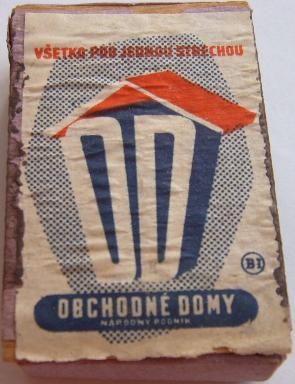 VŠETKO POD JEDNOU STRECHOU
OD
BI
OBCHODNÉ DOMY
NÁRODNÝ PODNIK